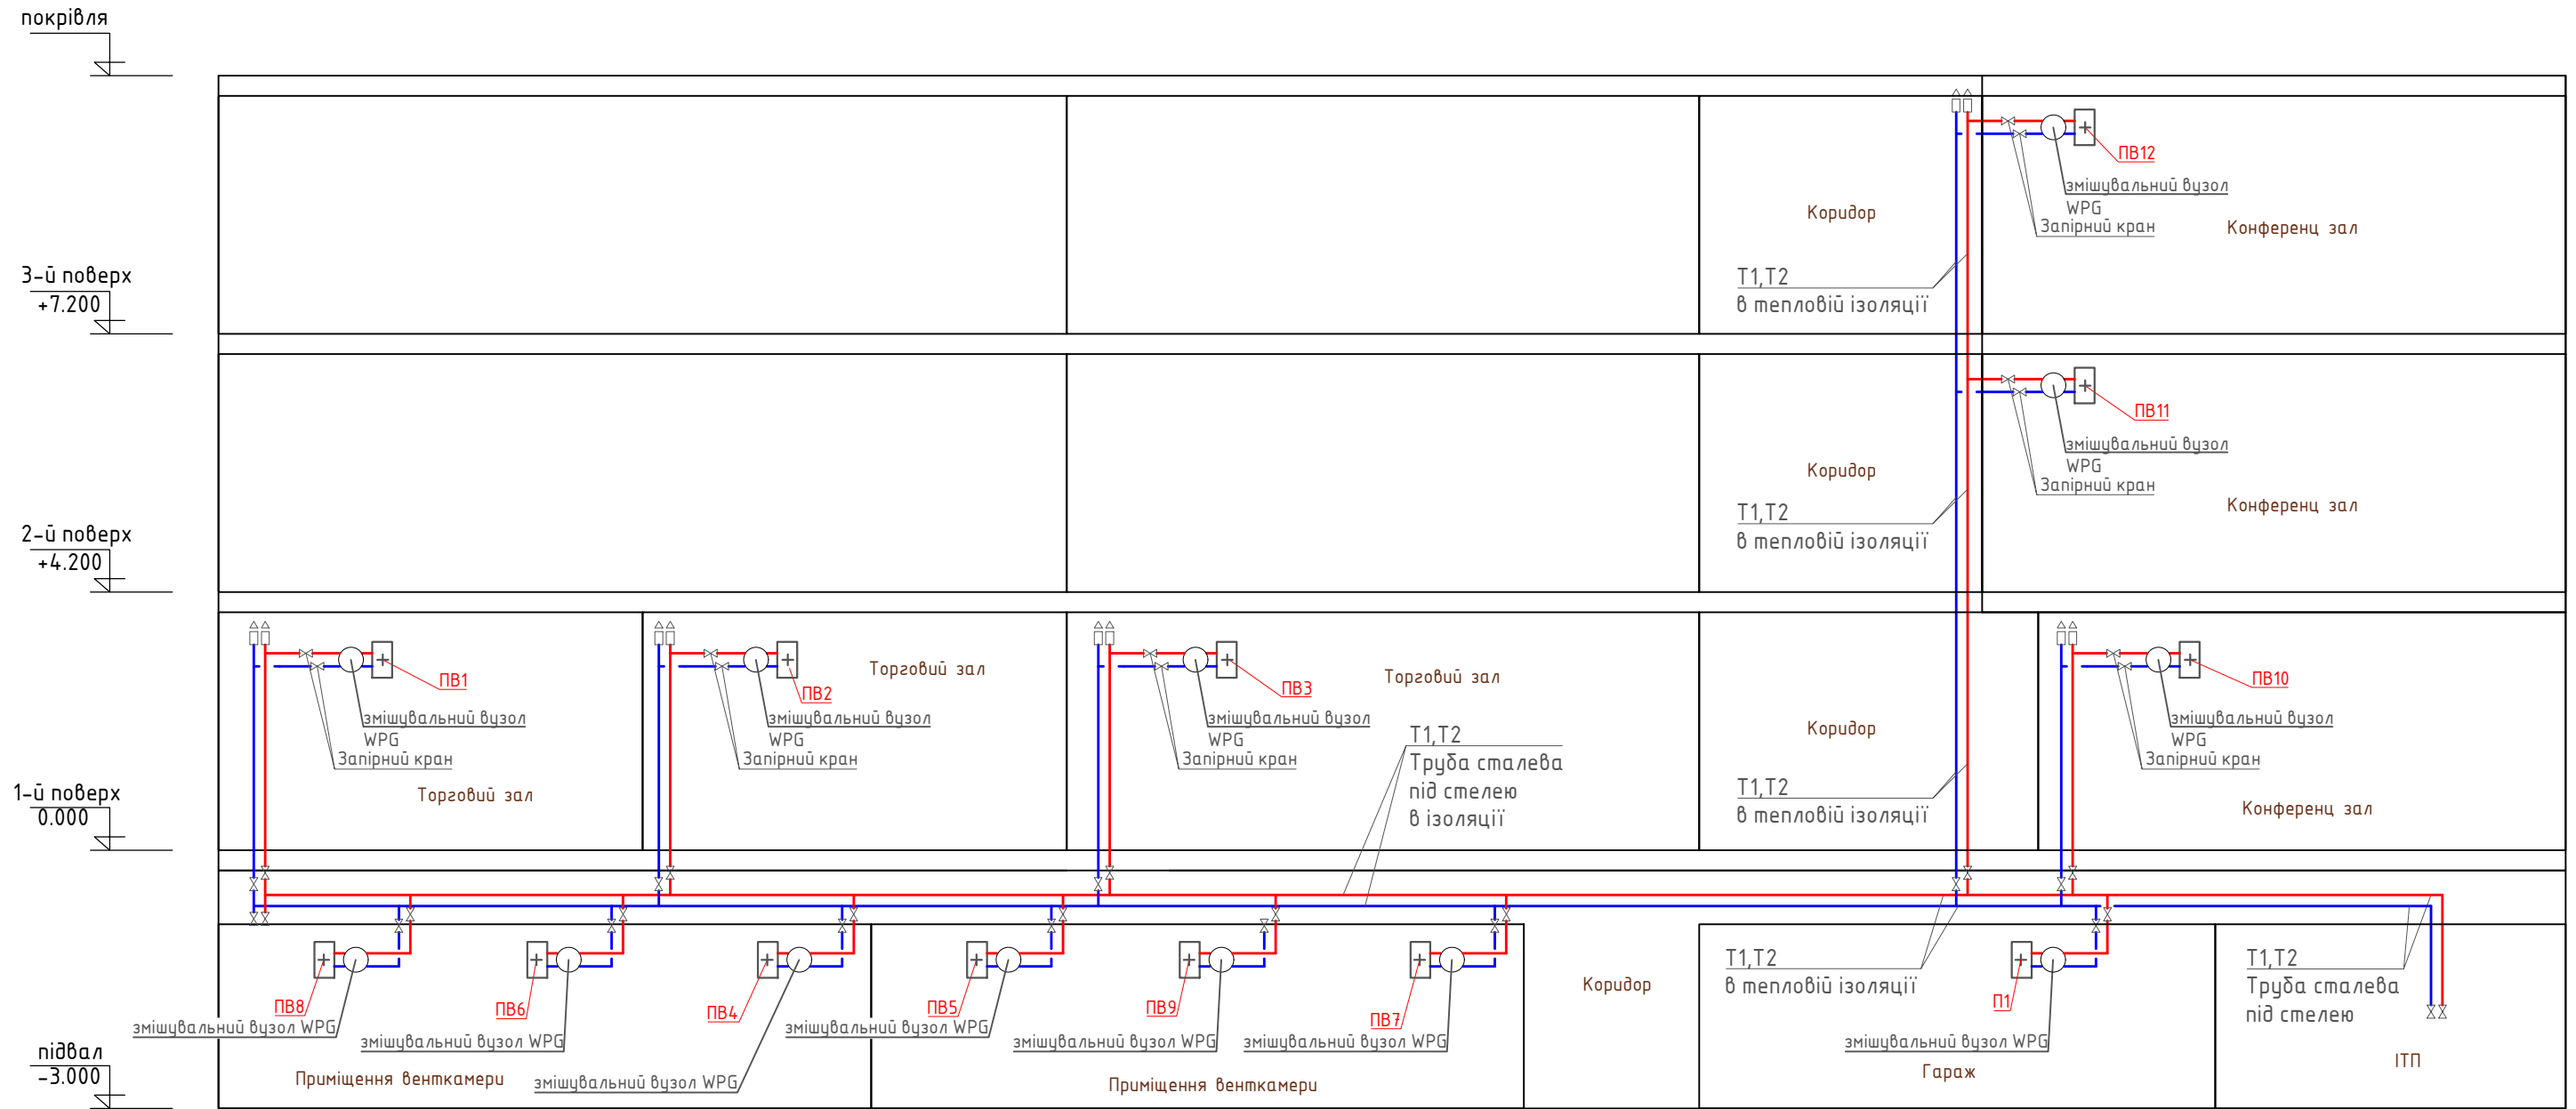 покрівля
ПВ12
змішувальний вузол
WPG
Запірний кран
Коридор
Конференц зал
3-й поверх
+7.200
Т1,Т2
в тепловій ізоляції
ПВ11
змішувальний вузол
WPG
Запірний кран
Коридор
Конференц зал
2-й поверх
+4.200
Т1,Т2
в тепловій ізоляції
ПВ1
змішувальний вузол
WPG
Запірний кран
Торговий зал
ПВ2
Торговий зал
змішувальний вузол
WPG
Запірний кран
ПВ3
Торговий зал
змішувальний вузол
WPG
Запірний кран
Т1,Т2
Труба сталева
під стелею
в ізоляції
Коридор
Т1,Т2
в тепловій ізоляції
ПВ10
змішувальний вузол
WPG
Запірний кран
Конференц зал
1-й поверх
0.000
ПВ8
змішувальний вузол WPG
ПВ6
змішувальний вузол WPG
ПВ4
змішувальний вузол WPG
Приміщення венткамери
ПВ5
змішувальний вузол WPG
ПВ9
змішувальний вузол WPG
ПВ7
змішувальний вузол WPG
Приміщення венткамери
Коридор
Т1,Т2
в тепловій ізоляції
П1
змішувальний вузол WPG
Гараж
Т1,Т2
Труба сталева
під стелею
ІТП
підвал
-3.000